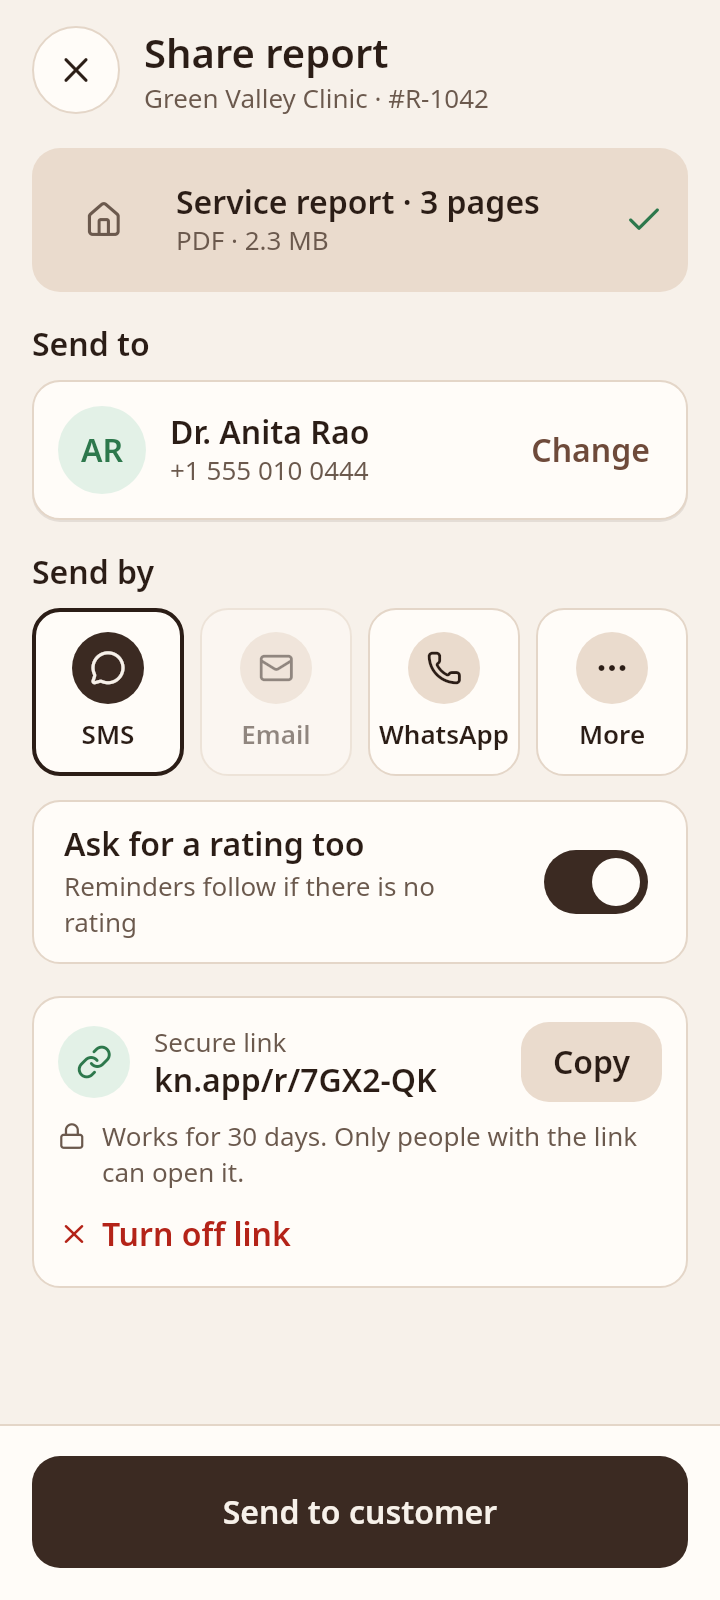 Share report
Green Valley Clinic · #R-1042
Service report · 3 pages
PDF · 2.3 MB
Send to
AR
Dr. Anita Rao
+1 555 010 0444
Change
Send by
SMS
Email
WhatsApp
More
Ask for a rating too
Reminders follow if there is no
rating
Secure link
kn.app/r/7GX2-QK
Copy
Works for 30 days. Only people with the link
can open it.
Turn off link
Send to customer